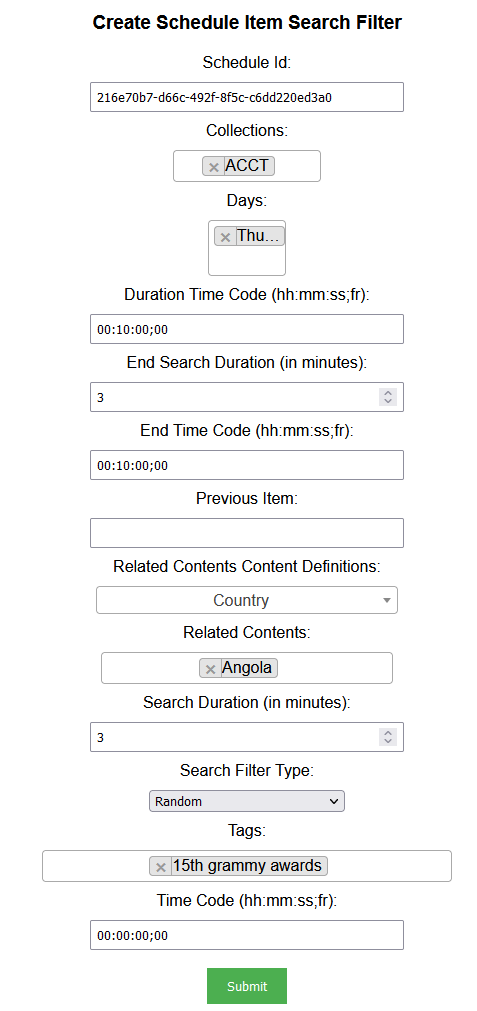 Create Schedule Item Search Filter
Schedule Id:
216e70b7-d66c-492f-8f5c-c6dd220ed3a0
Collections:
× ACCT
Days:
× Thu...
Duration Time Code (hh:mm:ss;fr):
00:10:00;00
End Search Duration (in minutes):
3
End Time Code (hh:mm:ss;fr):
00:10:00;00
Previous Item:
Related Contents Content Definitions:
Country
Related Contents:
× Angola
Search Duration (in minutes):
3
Search Filter Type:
Random
Tags:
× 15th grammy awards
Time Code (hh:mm:ss;fr):
00:00:00;00
Submit